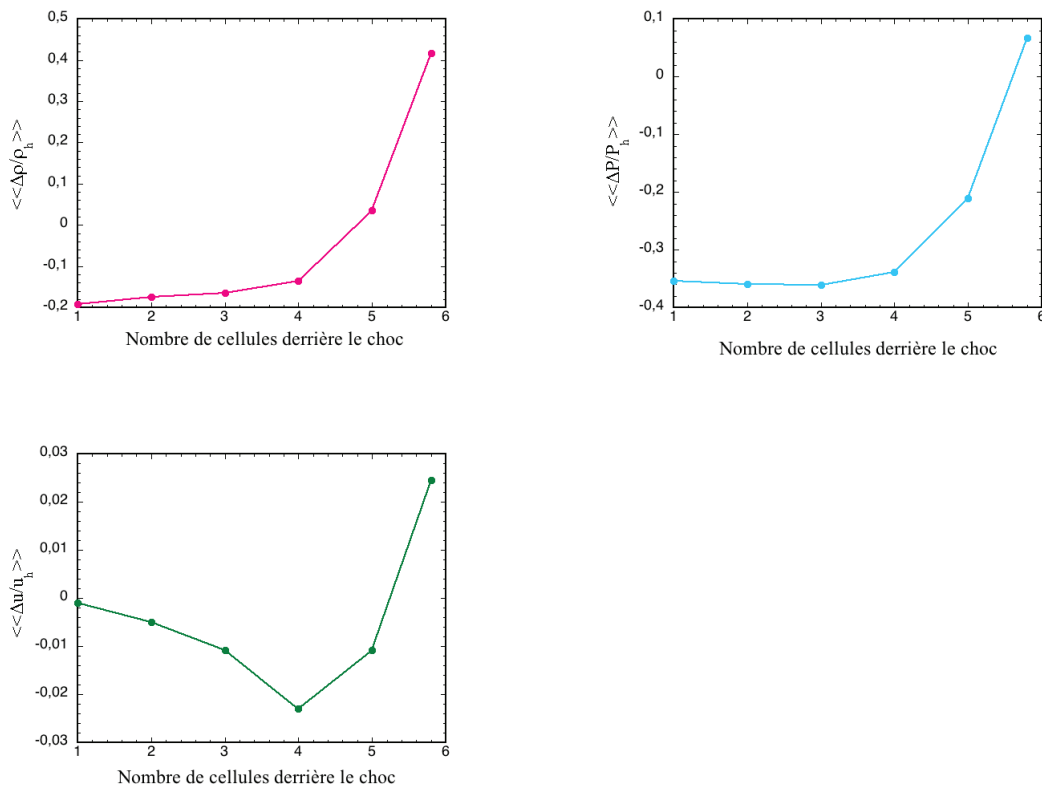 <<Δρ/ρh>>
0,5
0,4
0,3
0,2
0,1
0
-0,1
-0,2
1 2 3 4 5 6
Nombre de cellules derrière le choc
<<ΔP/Ph>>
0,1
0
-0,1
-0,2
-0,3
-0,4
1 2 3 4 5 6
Nombre de cellules derrière le choc
<<Δu/uh>>
0,03
0,02
0,01
0
-0,01
-0,02
-0,03
1 2 3 4 5 6
Nombre de cellules derrière le choc